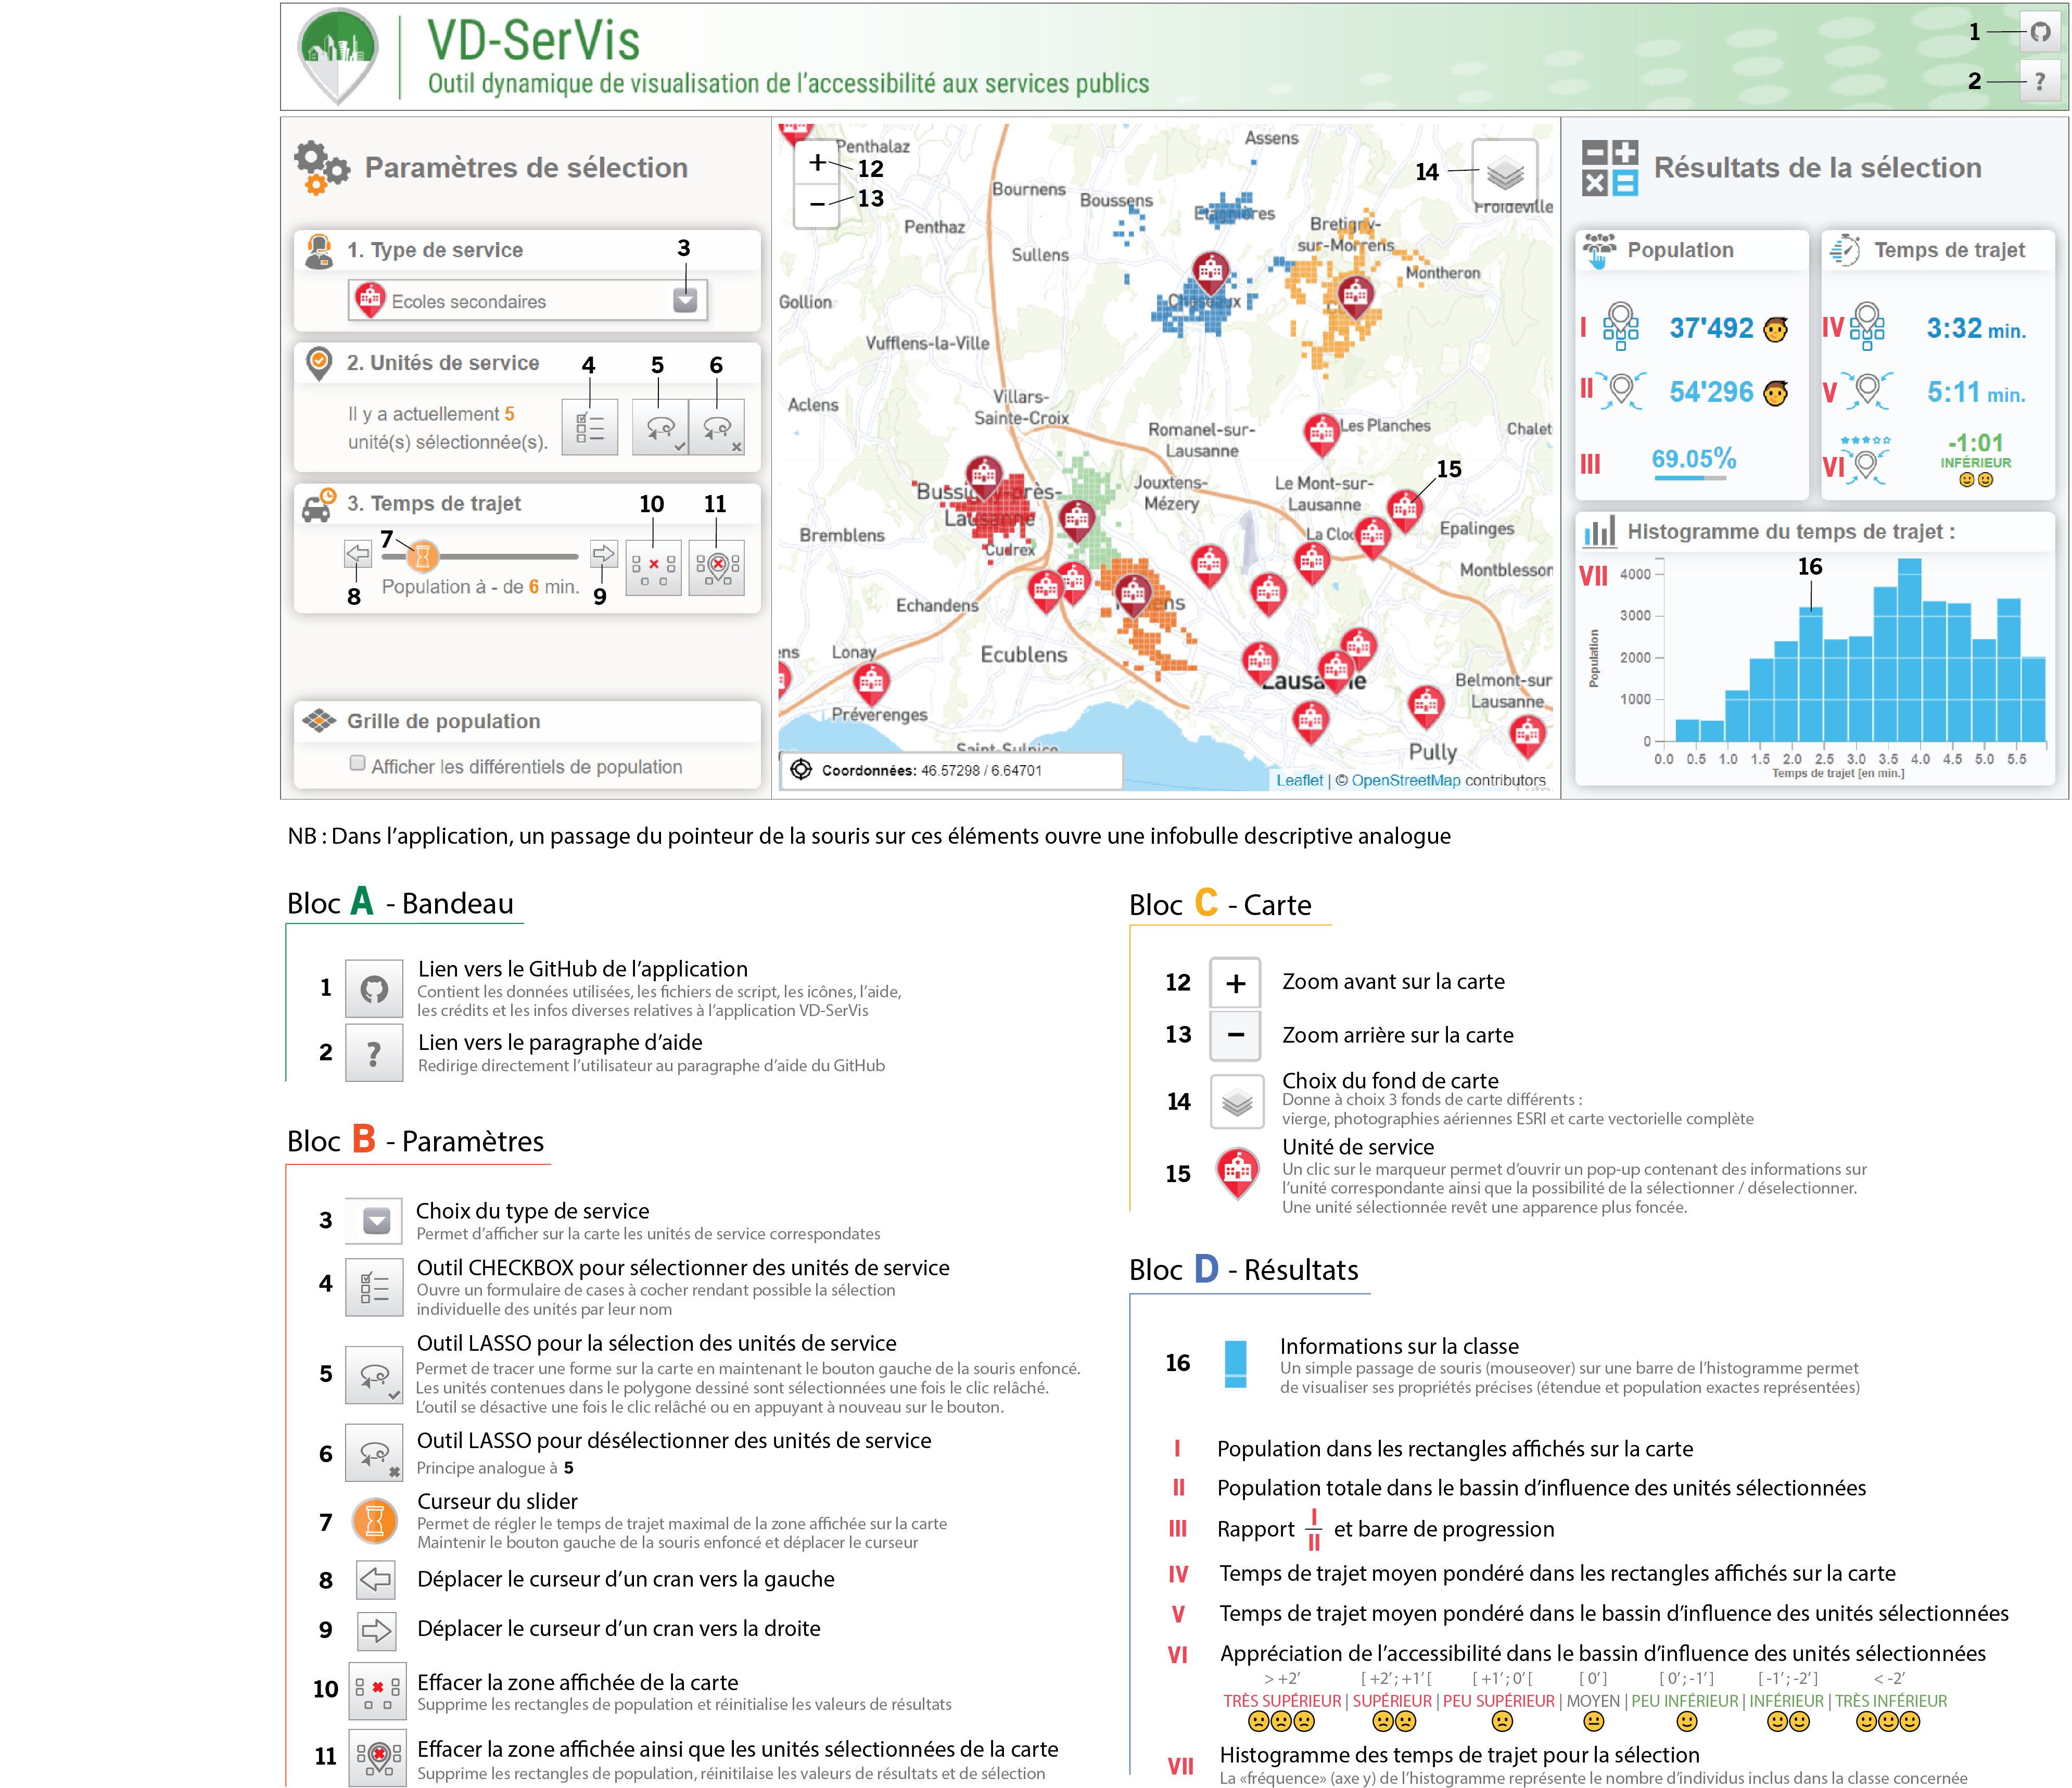 VD-SerVis
Outil dynamique de visualisation de l'accessibilité aux services publics
1
2
?
Paramètres de sélection
1. Type de service
3
Ecoles secondaires
2. Unités de service
4
5
6
Il y a actuellement 5
unité(s) sélectionnée(s).
3. Temps de trajet
10
11
7
Population à - de 6 min.
8
9
Grille de population
Afficher les différentiels de population
+
12
−
13
14
15
Penthalaz
Assens
Bournens
Boussens
Etagnières
Froideville
Penthaz
Bretigny-
sur-Morrens
Sullens
Montheron
Gollion
Cheseaux
Vufflens-la-Ville
Aclens
Villars-
Sainte-Croix
Romanel-sur-
Lausanne
Les Planches
Chalet
Bussigny-près-
Lausanne
Jouxtens-
Mézery
Le Mont-sur-
Lausanne
Bremblens
Epalinges
La Cloc
Cudrex
Montblesson
Echandens
Renens
Lonay
Ecublens
Lausanne
Belmont-sur
Lausanne
Préverenges
Saint-Sulpice
Pully
Coordonnées: 46.57298 / 6.64701
Leaflet | © OpenStreetMap contributors
Résultats de la sélection
Population
I
37'492
II
54'296
III
69.05%
Temps de trajet
IV
3:32 min.
V
5:11 min.
VI
-1:01
INFÉRIEUR
Histogramme du temps de trajet :
VII
16
4000
3000
2000
1000
0
Population
0.0 0.5 1.0 1.5 2.0 2.5 3.0 3.5 4.0 4.5 5.0 5.5
Temps de trajet [en min.]
NB : Dans l'application, un passage du pointeur de la souris sur ces éléments ouvre une infobulle descriptive analogue
Bloc A - Bandeau
1
Lien vers le GitHub de l'application
Contient les données utilisées, les fichiers de script, les icônes, l'aide,
les crédits et les infos diverses relatives à l'application VD-SerVis
2
?
Lien vers le paragraphe d'aide
Redirige directement l'utilisateur au paragraphe d'aide du GitHub
Bloc B - Paramètres
3
Choix du type de service
Permet d'afficher sur la carte les unités de service correspondates
4
Outil CHECKBOX pour sélectionner des unités de service
Ouvre un formulaire de cases à cocher rendant possible la sélection
individuelle des unités par leur nom
5
Outil LASSO pour la sélection des unités de service
Permet de tracer une forme sur la carte en maintenant le bouton gauche de la souris enfoncé.
Les unités contenues dans le polygone dessiné sont sélectionnées une fois le clic relâché.
L'outil se désactive une fois le clic relâché ou en appuyant à nouveau sur le bouton.
6
Outil LASSO pour désélectionner des unités de service
Principe analogue à 5
7
Curseur du slider
Permet de régler le temps de trajet maximal de la zone affichée sur la carte
Maintenir le bouton gauche de la souris enfoncé et déplacer le curseur
8
Déplacer le curseur d'un cran vers la gauche
9
Déplacer le curseur d'un cran vers la droite
10
Effacer la zone affichée de la carte
Supprime les rectangles de population et réinitialise les valeurs de résultats
11
Effacer la zone affichée ainsi que les unités sélectionnées de la carte
Supprime les rectangles de population, réinitilaise les valeurs de résultats et de sélection
Bloc C - Carte
12
+
Zoom avant sur la carte
13
−
Zoom arrière sur la carte
14
Choix du fond de carte
Donne à choix 3 fonds de carte différents :
vierge, photographies aériennes ESRI et carte vectorielle complète
15
Unité de service
Un clic sur le marqueur permet d'ouvrir un pop-up contenant des informations sur
l'unité correspondante ainsi que la possibilité de la sélectionner / déselectionner.
Une unité sélectionnée revêt une apparence plus foncée.
Bloc D - Résultats
16
Informations sur la classe
Un simple passage de souris (mouseover) sur une barre de l'histogramme permet
de visualiser ses propriétés précises (étendue et population exactes représentées)
I Population dans les rectangles affichés sur la carte
II Population totale dans le bassin d'influence des unités sélectionnées
III Rapport I/II et barre de progression
IV Temps de trajet moyen pondéré dans les rectangles affichés sur la carte
V Temps de trajet moyen pondéré dans le bassin d'influence des unités sélectionnées
VI Appréciation de l'accessibilité dans le bassin d'influence des unités sélectionnées
> +2' [ +2' ; +1' [ [ +1' ; 0' [ [ 0' ] [ 0' ; -1' ] [ -1' ; -2' ] < -2'
TRÈS SUPÉRIEUR | SUPÉRIEUR | PEU SUPÉRIEUR | MOYEN | PEU INFÉRIEUR | INFÉRIEUR | TRÈS INFÉRIEUR
VII Histogramme des temps de trajet pour la sélection
La «fréquence» (axe y) de l'histogramme représente le nombre d'individus inclus dans la classe concernée